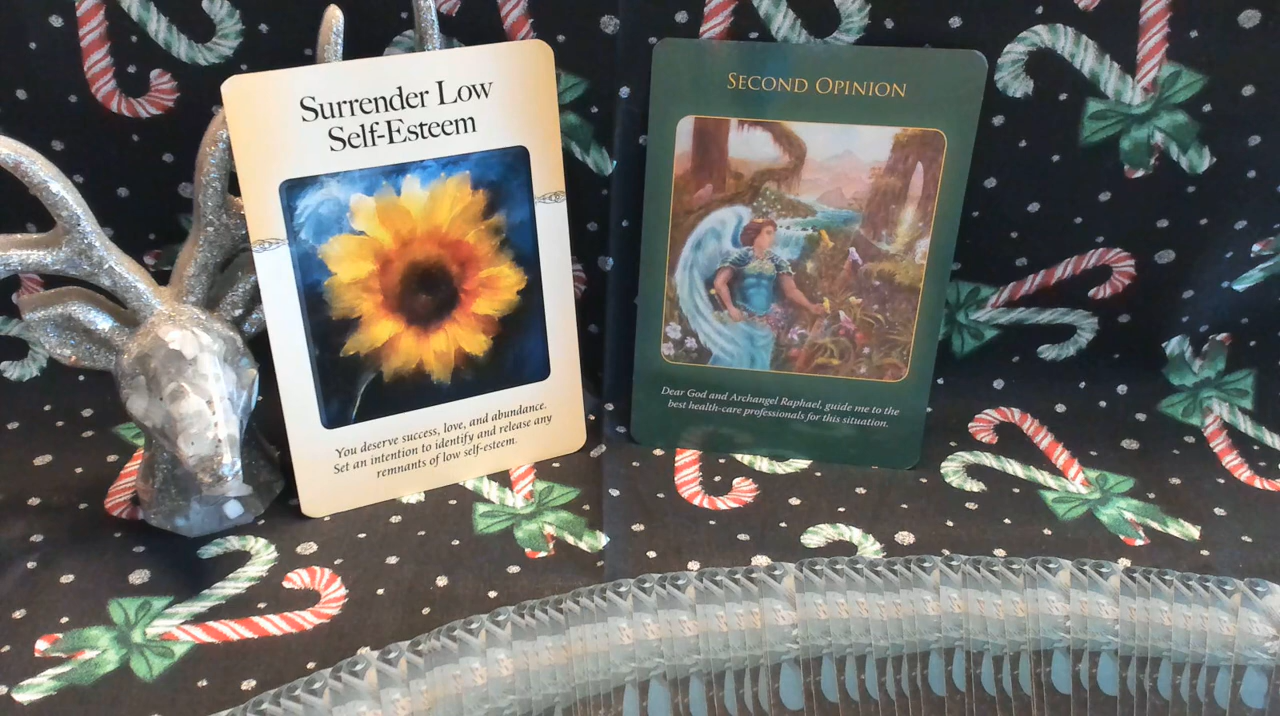 Surrender Low
Self-Esteem
You deserve success, love, and abundance.
Set an intention to identify and release any
remnants of low self-esteem.
SECOND OPINION
Dear God and Archangel Raphael, guide me to the
best health-care professionals for this situation.